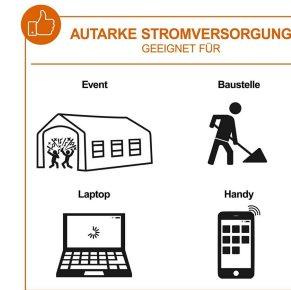 AUTARKE STROMVERSORGUNG
GEEIGNET FÜR
Event
Baustelle
Laptop
Handy